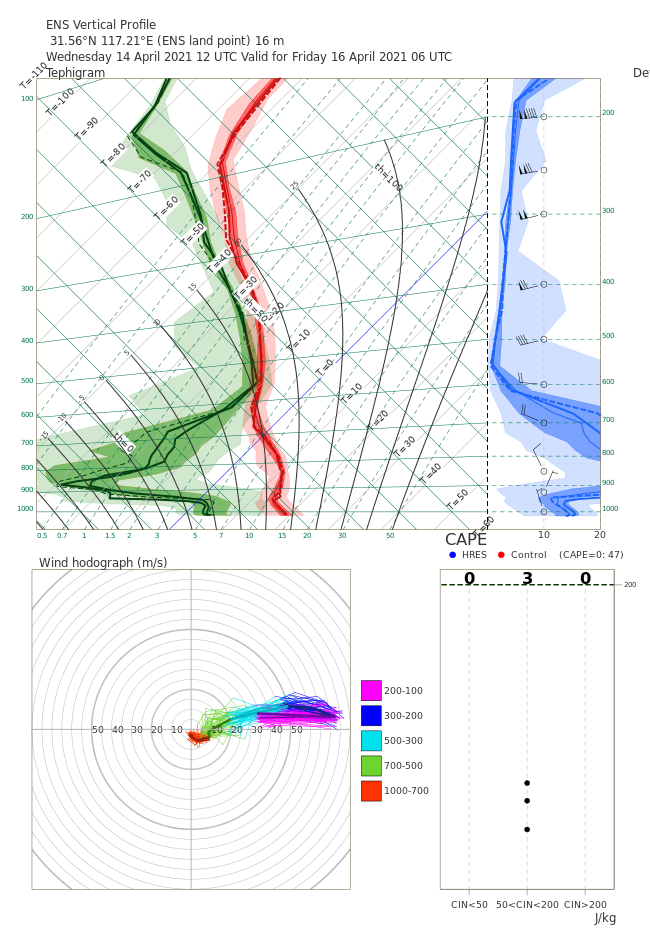 ENS Vertical Profile
31.56°N 117.21°E (ENS land point) 16 m
Wednesday 14 April 2021 12 UTC Valid for Friday 16 April 2021 06 UTC
Tephigram
De
T=-110
T=-100
T=-90
T=-80
T=-70
T=-60
T=-50
T=-40
T=-30
T=-20
T=-10
T=0
T=10
T=20
T=30
T=40
T=50
T=60
th=100
th=50
th=0
25
20
15
10
5
0
-5
-10
-15
100
200
300
400
500
600
700
800
900
1000
200
300
400
500
600
700
800
900
1000
0.5 0.7 1 1.5 2 3 5 7 10 15 20 30 50
10 20
CAPE
HRES Control (CAPE=0: 47)
Wind hodograph (m/s)
0 3 0
200
50 40 30 20 10 10 20 30 40 50
200-100
300-200
500-300
700-500
1000-700
CIN<50 50<CIN<200 CIN>200
J/kg